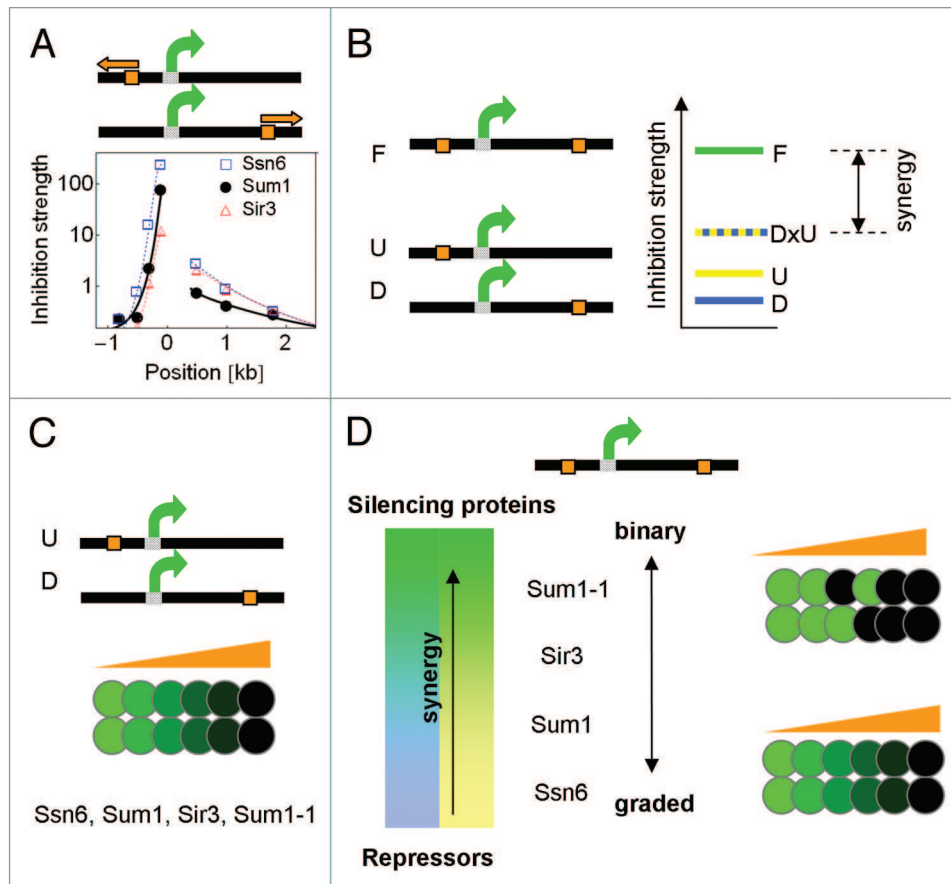 A
Ssn6
Sum1
Sir3
100
10
1
Inhibition strength
−1 0 1 2
Position [kb]
B
F
U
D
Inhibition strength
F
DxU
U
D
synergy
C
U
D
Ssn6, Sum1, Sir3, Sum1-1
D
Silencing proteins
synergy
Repressors
binary
Sum1-1
Sir3
Sum1
Ssn6
graded